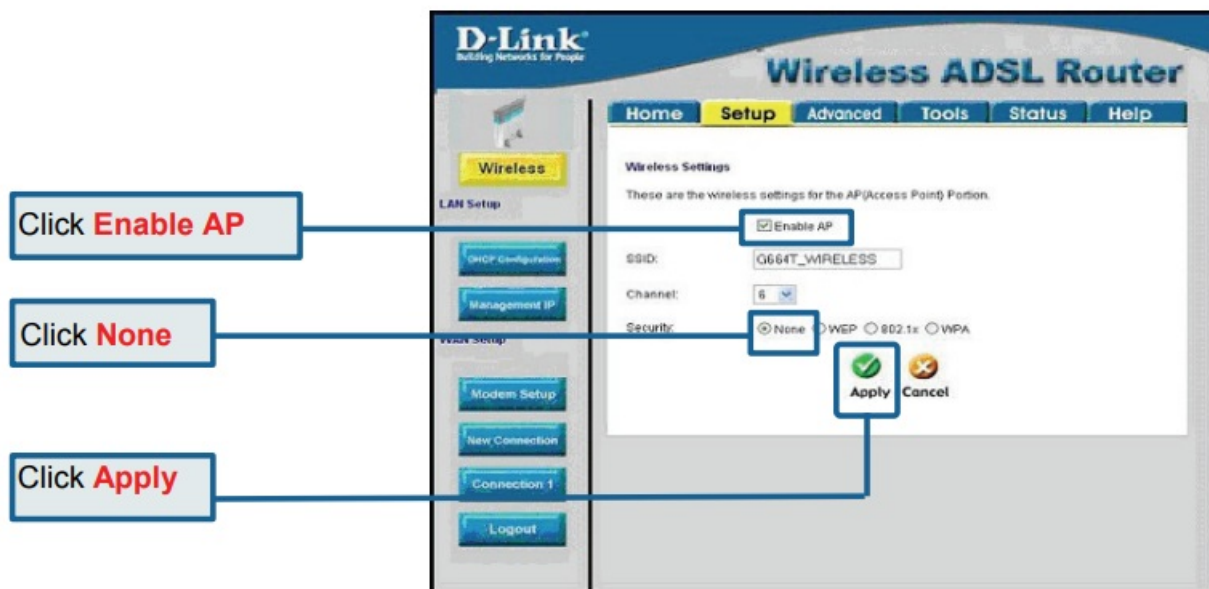 D-Link
Building Networks for People
Wireless ADSL Router
Home Setup Advanced Tools Status Help
Wireless
LAN Setup
DHCP Configuration
Management IP
WAN Setup
Modem Setup
New Connection
Connection 1
Logout
Wireless Settings
These are the wireless settings for the AP(Access Point) Portion.
Enable AP
SSID: G664T_WIRELESS
Channel: 6
Security: None WEP 802.1x WPA
Apply Cancel
Click Enable AP
Click None
Click Apply